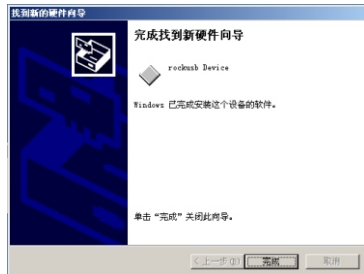 找到新的硬件向导
完成找到新硬件向导
rockusb Device
Windows 已完成安装这个设备的软件。
单击“完成”关闭此向导。
< 上一步(B)
完成
取消